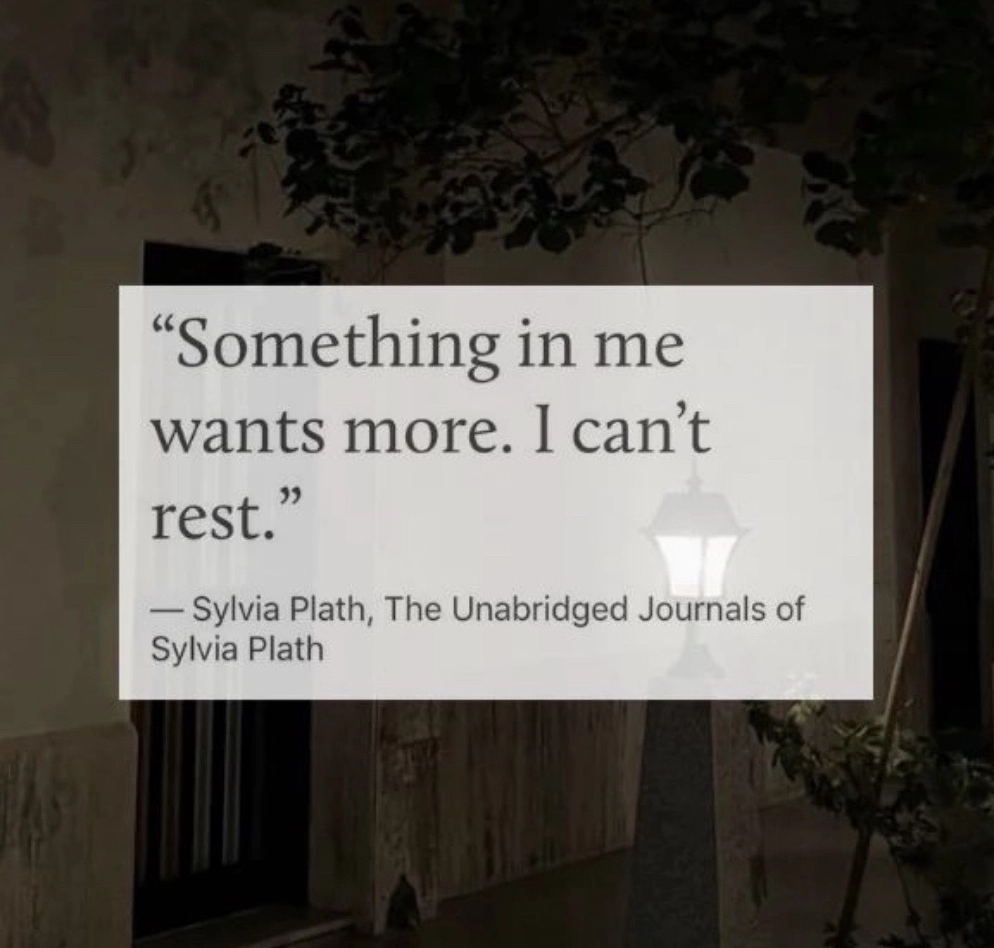 “Something in me
wants more. I can’t
rest.”
— Sylvia Plath, The Unabridged Journals of
Sylvia Plath